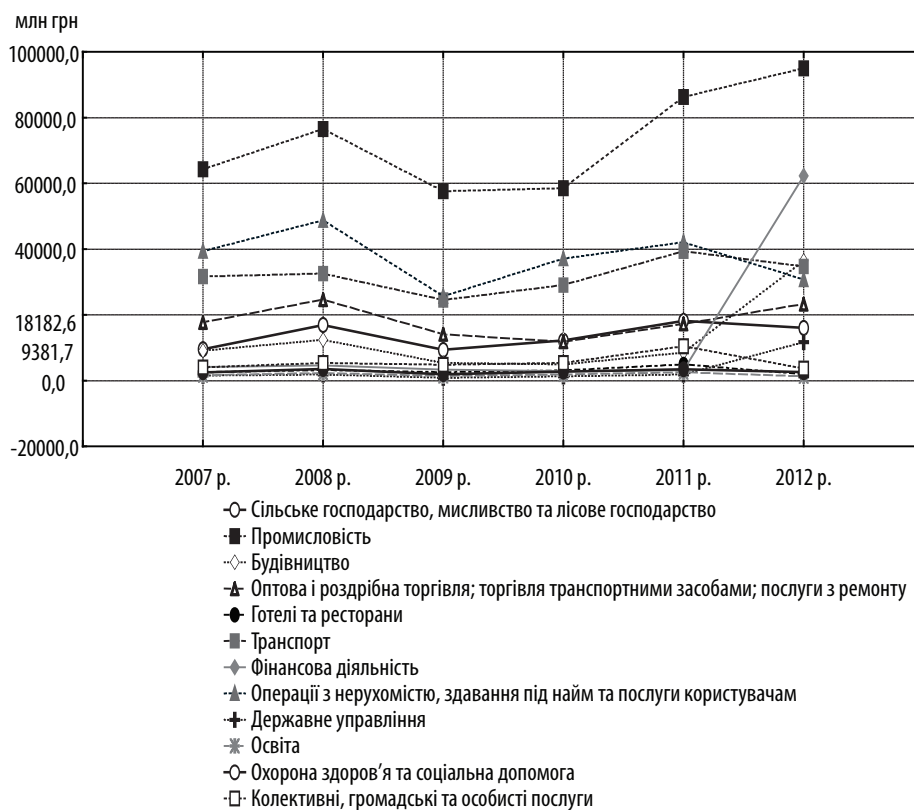 млн грн
100000,0
80000,0
60000,0
40000,0
18182,6
9381,7
0,0
-20000,0
2007 р. 2008 р. 2009 р. 2010 р. 2011 р. 2012 р.
Сільське господарство, мисливство та лісове господарство
Промисловість
Будівництво
Оптова і роздрібна торгівля; торгівля транспортними засобами; послуги з ремонту
Готелі та ресторани
Транспорт
Фінансова діяльність
Операції з нерухомістю, здавання під найм та послуги користувачам
Державне управління
Освіта
Охорона здоров'я та соціальна допомога
Колективні, громадські та особисті послуги